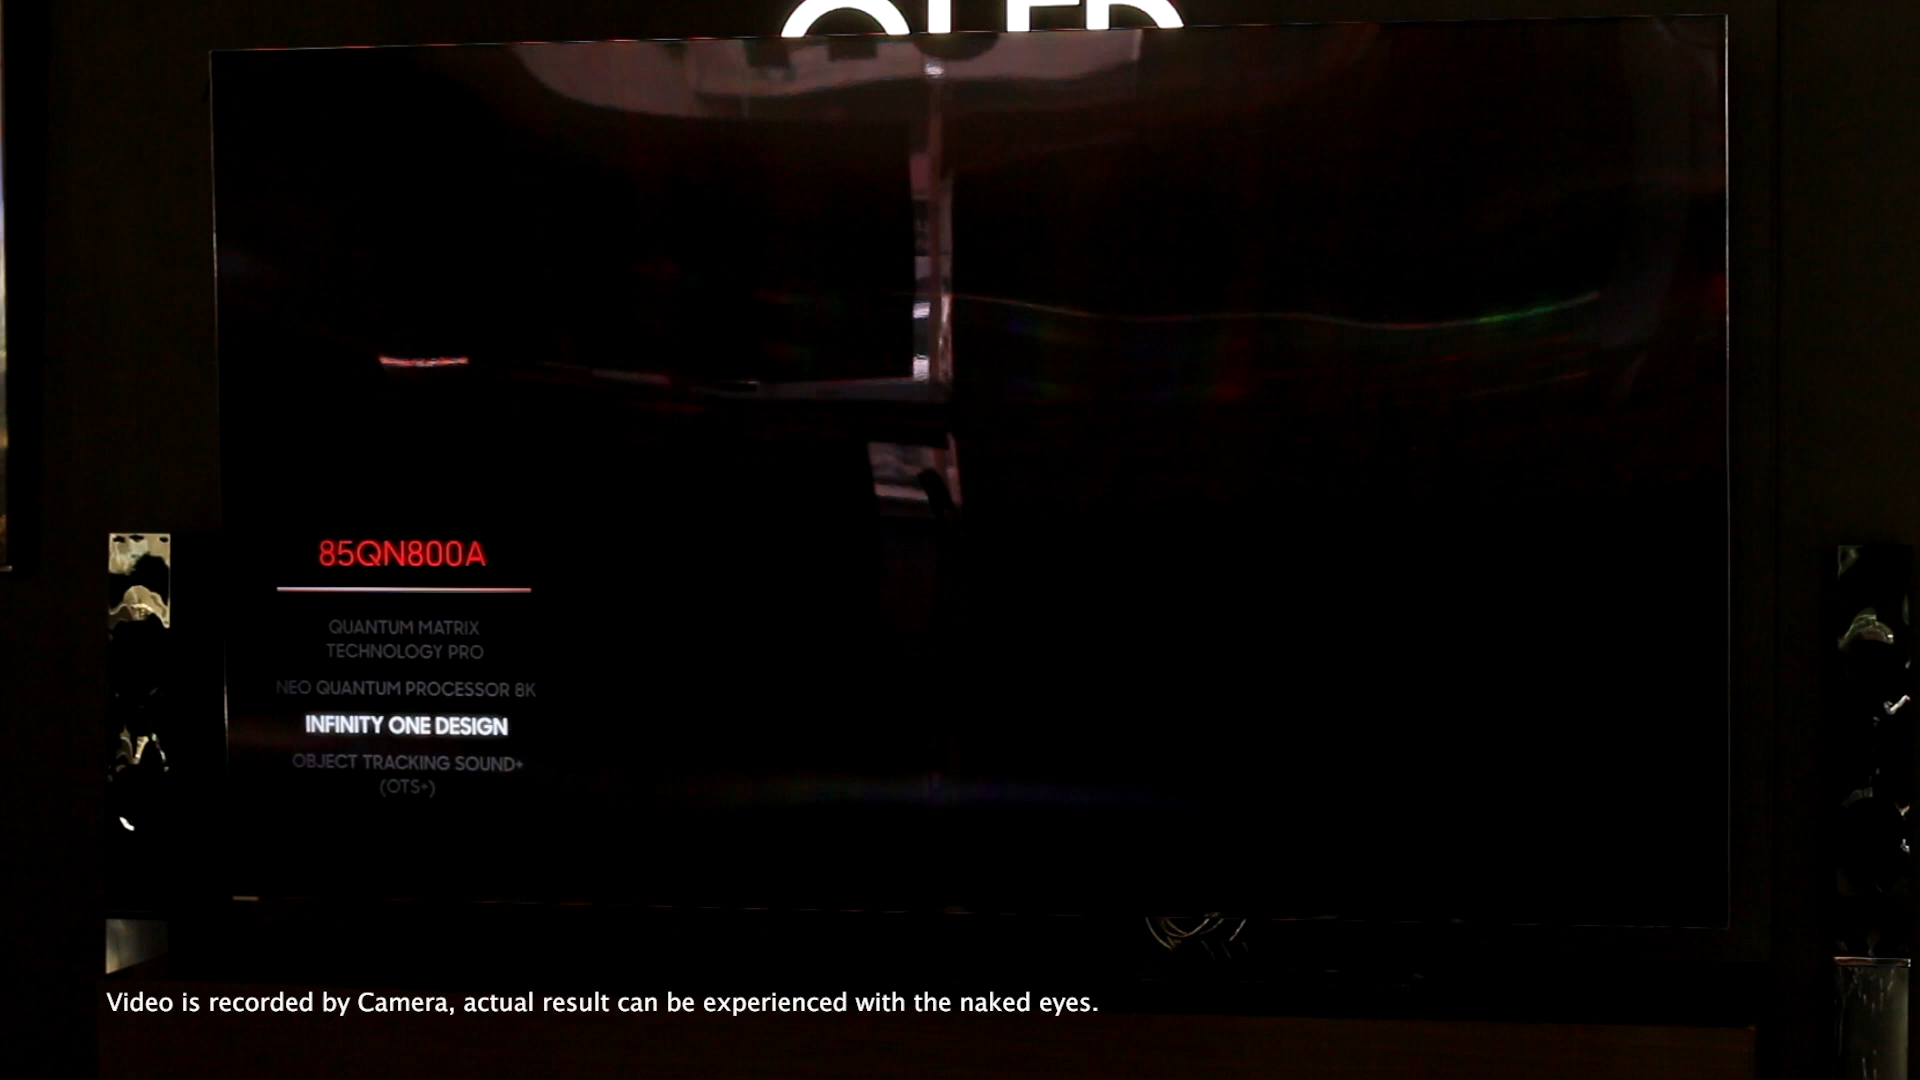 QLED
85QN800A
QUANTUM MATRIX
TECHNOLOGY PRO
NEO QUANTUM PROCESSOR 8K
INFINITY ONE DESIGN
OBJECT TRACKING SOUND+
(OTS+)
Video is recorded by Camera, actual result can be experienced with the naked eyes.